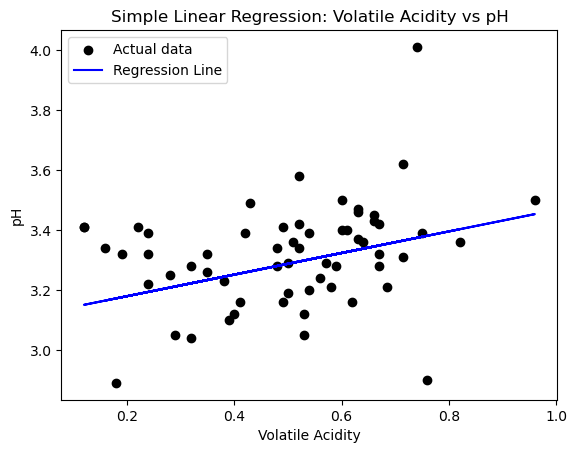 Simple Linear Regression: Volatile Acidity vs pH
Actual data
Regression Line
4.0
3.8
3.6
3.4
3.2
3.0
pH
0.2 0.4 0.6 0.8 1.0
Volatile Acidity